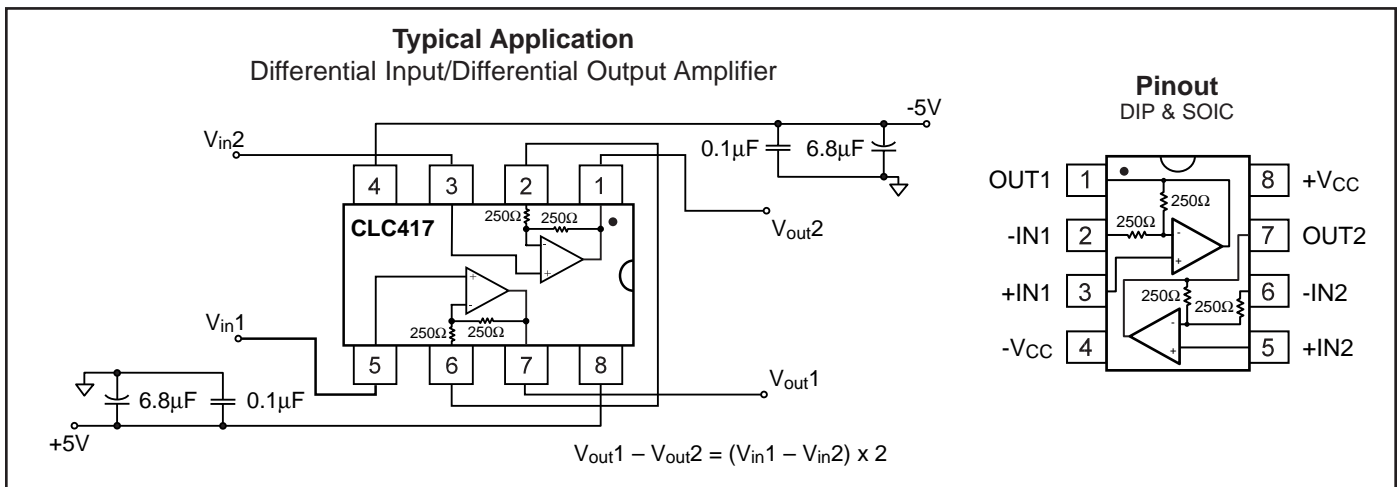 Typical Application
Differential Input/Differential Output Amplifier
-5V
Vin2
0.1µF
6.8µF
4
3
2
1
250Ω
250Ω
CLC417
-
+
Vout2
+
-
250Ω
250Ω
Vin1
5
6
7
8
Vout1
6.8µF
0.1µF
+5V
Vout1 – Vout2 = (Vin1 – Vin2) x 2
Pinout
DIP & SOIC
OUT1 1
8 +VCC
250Ω
250Ω
-IN1 2
-
7 OUT2
+
+IN1 3
250Ω
250Ω
6 -IN2
-
-VCC 4
+
5 +IN2